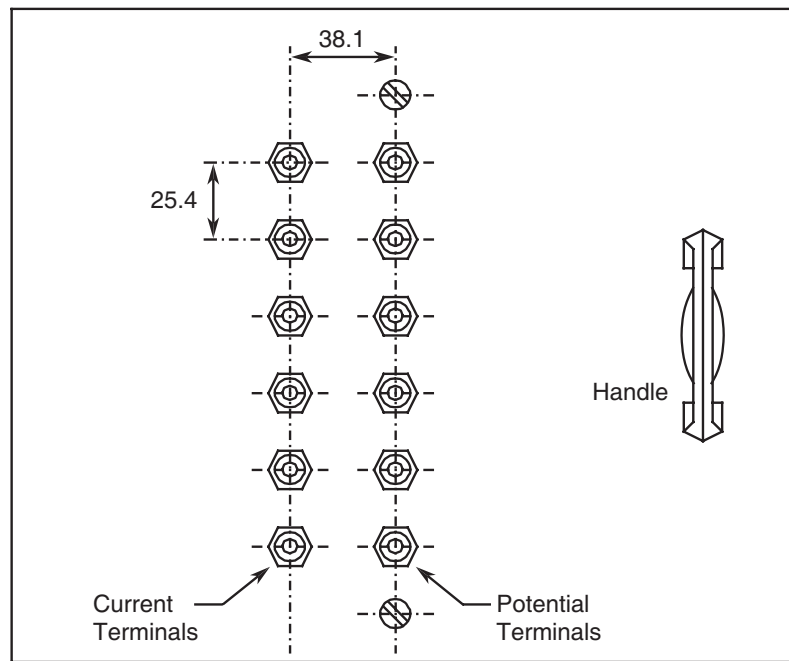 38.1
25.4
Handle
Current
Terminals
Potential
Terminals